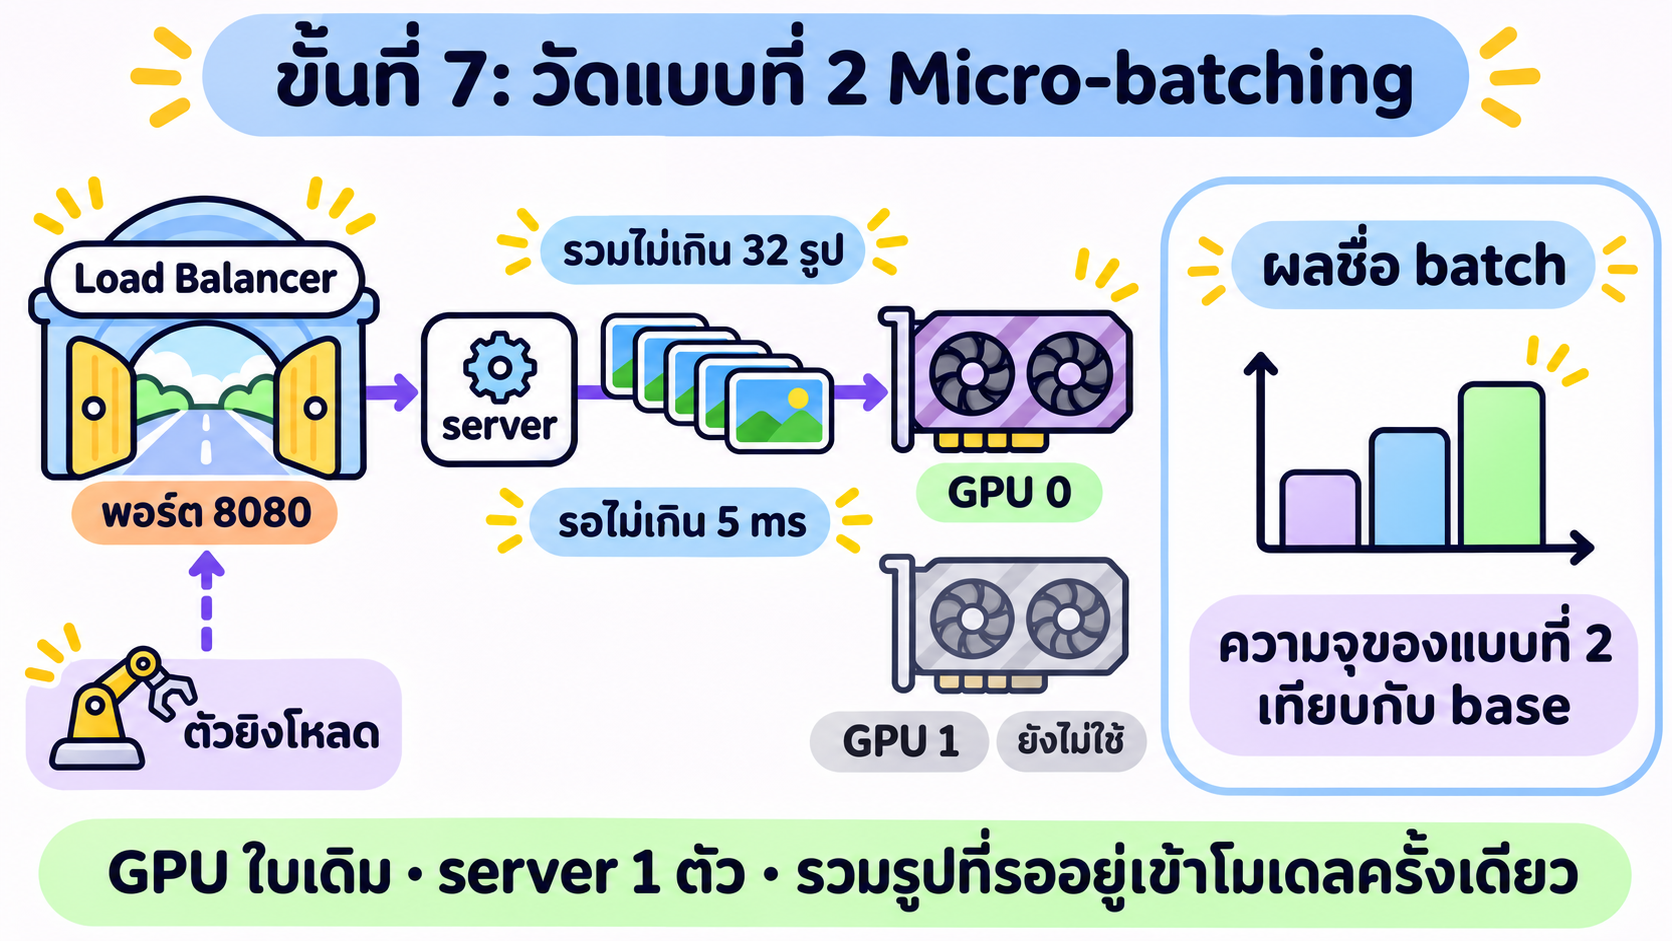 ขั้นที่ 7: วัดแบบที่ 2 Micro-batching
Load Balancer
พอร์ต 8080
ตัวยิงโหลด
server
รวมไม่เกิน 32 รูป
รอไม่เกิน 5 ms
GPU 0
GPU 1
ยังไม่ใช้
ผลชื่อ batch
ความจุของแบบที่ 2
เทียบกับ base
GPU ใบเดิม • server 1 ตัว • รวมรูปที่รออยู่เข้าโมเดลครั้งเดียว